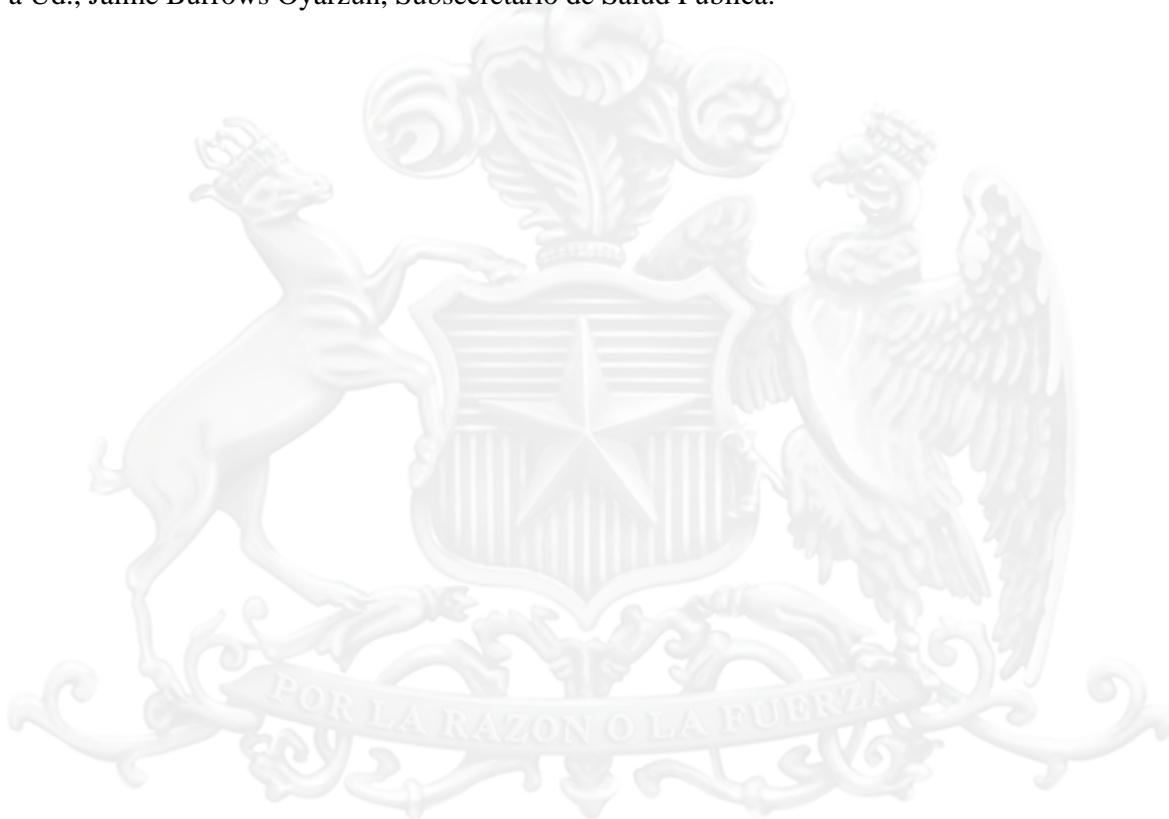 a Ud., Jaime Burrows Oyarzún, Subsecretario de Salud Pública.
POR LA RAZON O LA FUERZA